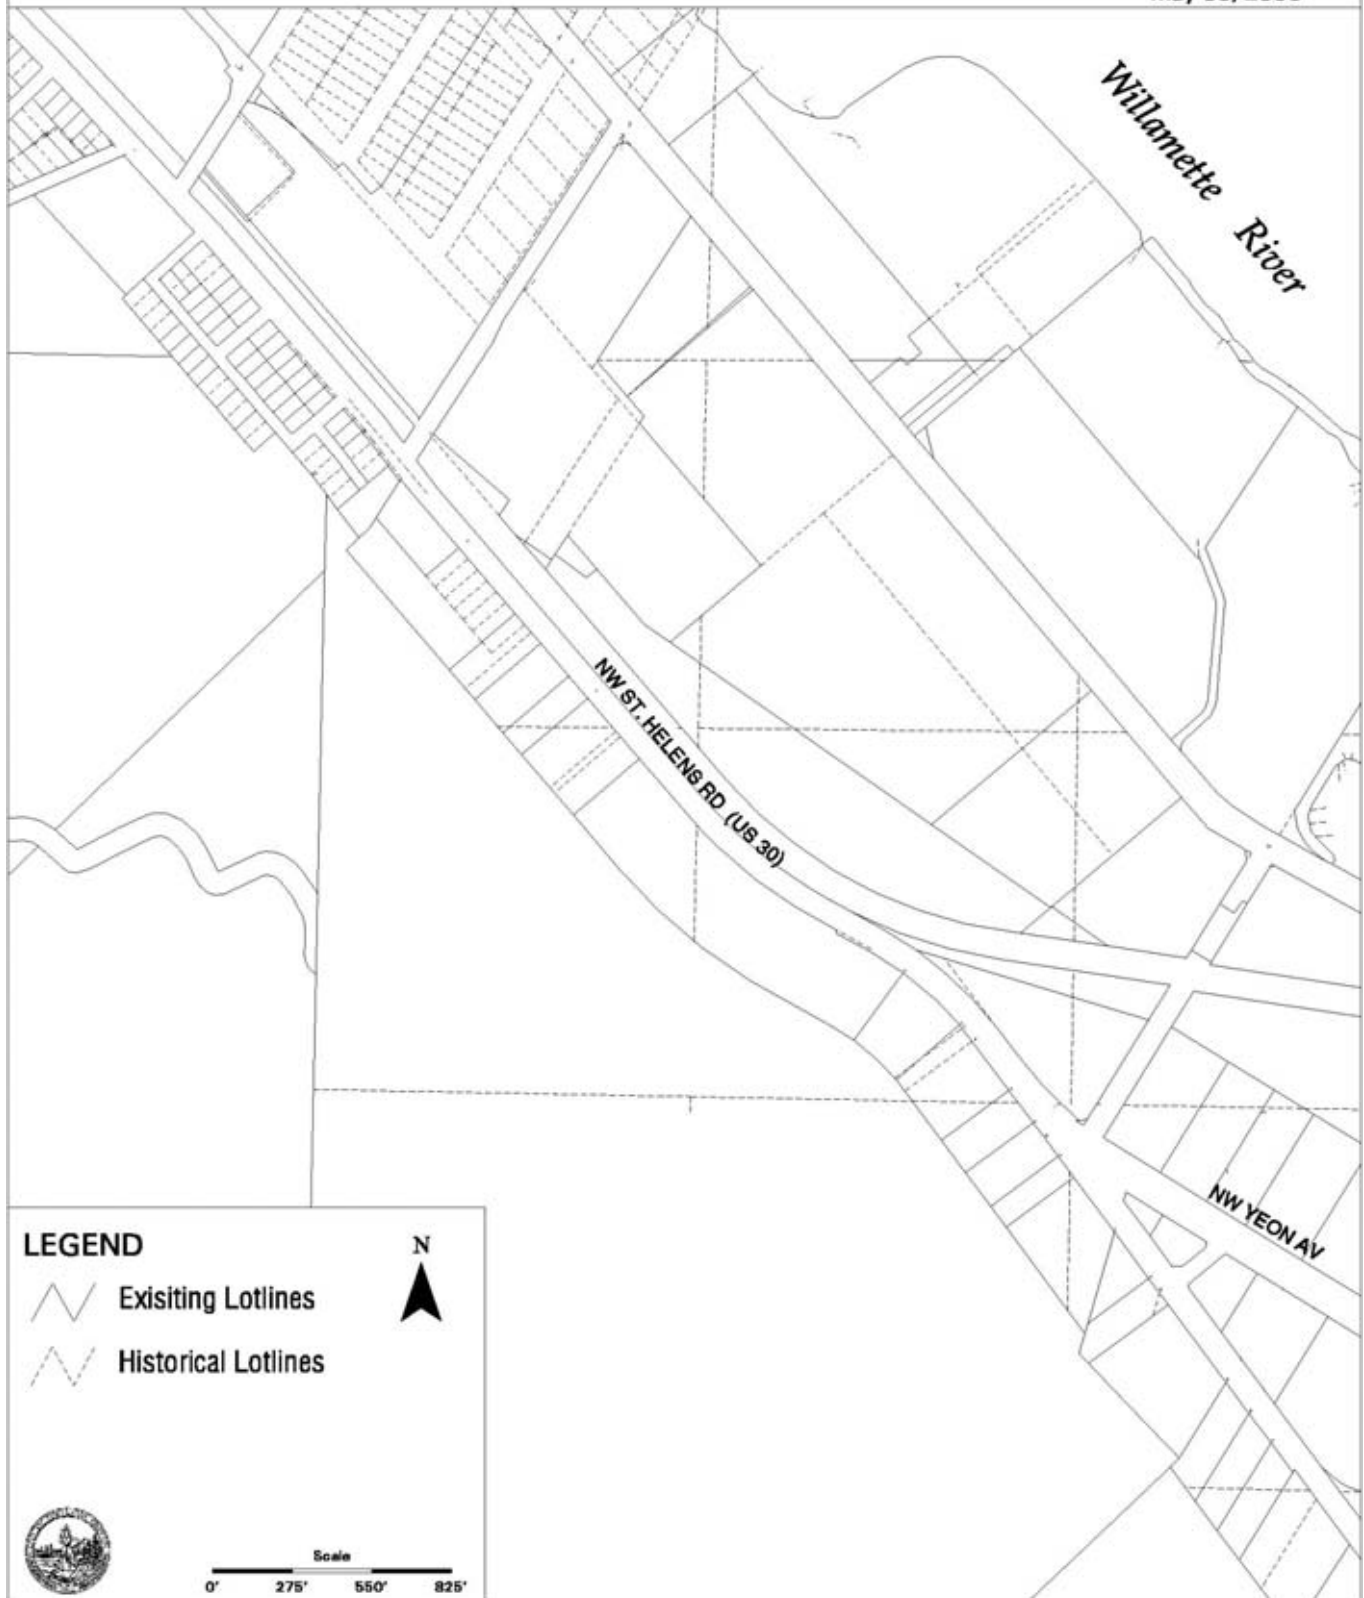 Willamette River
NW ST. HELENS RD (US 30)
NW YEON AV
LEGEND
N
Exisiting Lotlines
Historical Lotlines
Scale
0' 275' 550' 825'